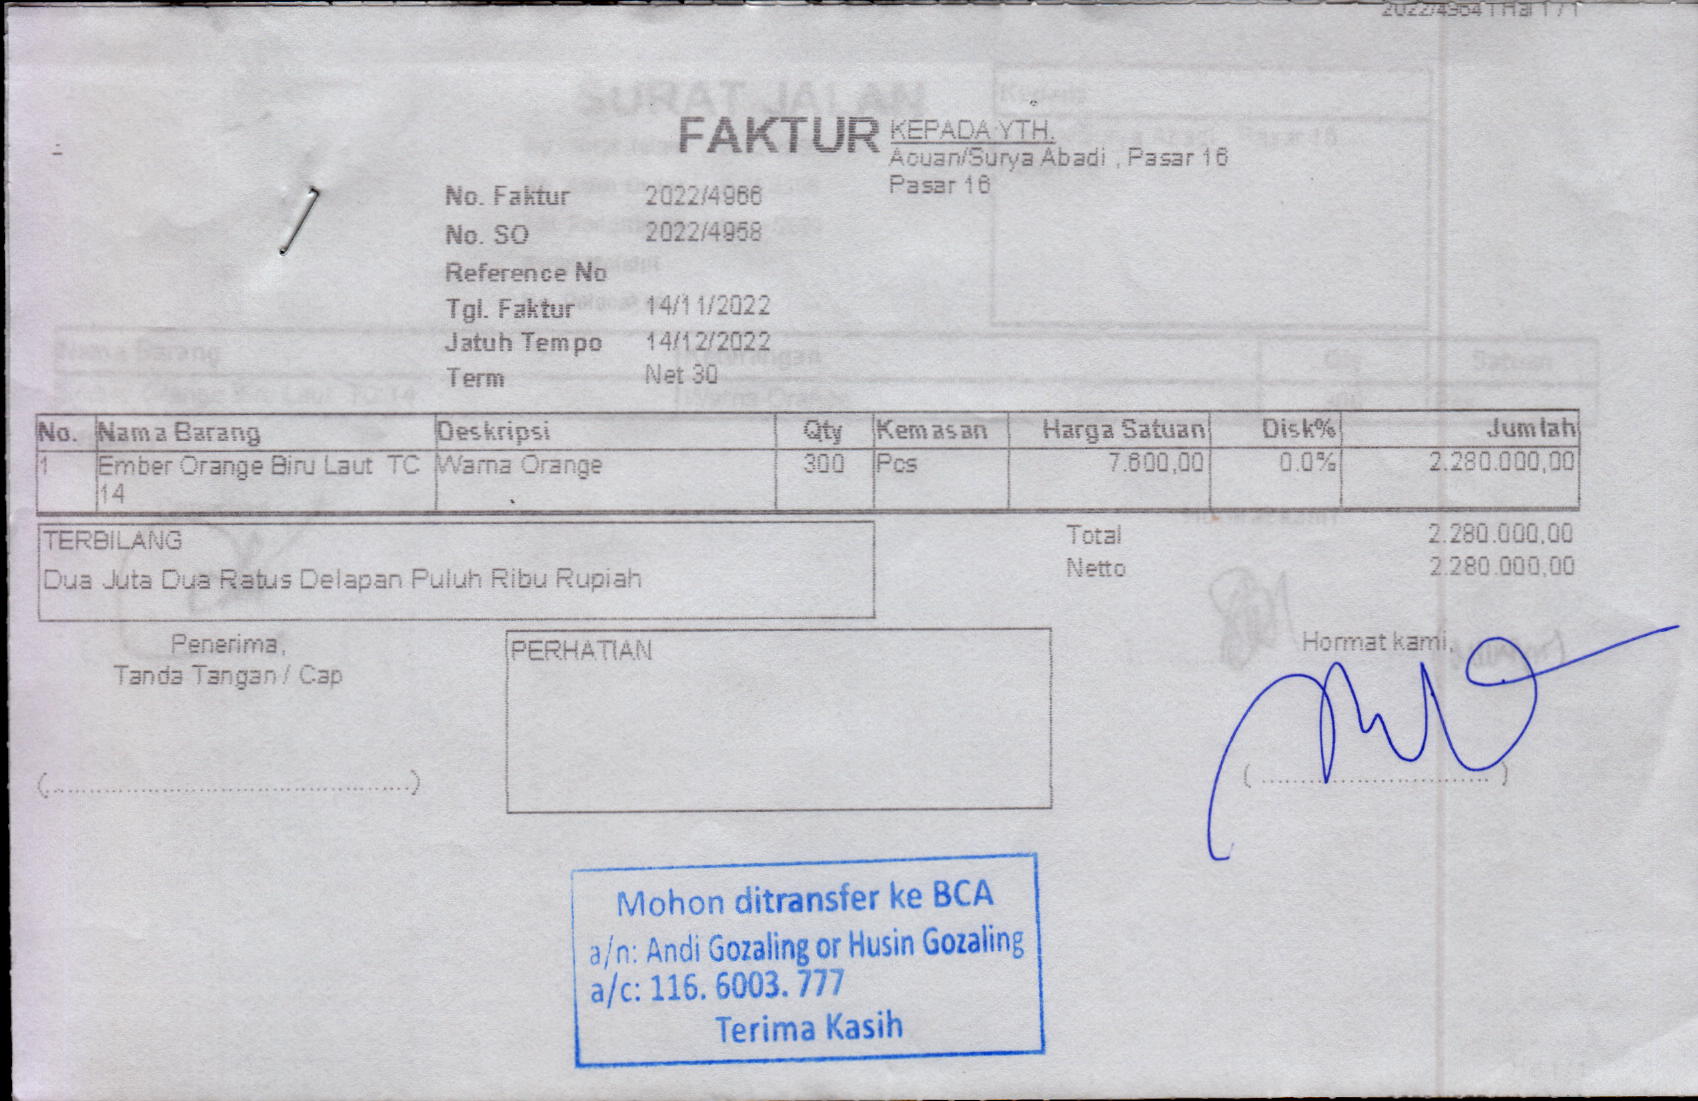 FAKTUR
KEPADA YTH.
Acuan/Surya Abadi , Pasar 16
Pasar 16
No. Faktur 2022/4966
No. SO 2022/4958
Reference No
Tgl. Faktur 14/11/2022
Jatuh Tempo 14/12/2022
Term Net 30
No. Nama Barang Deskripsi Qty Kemasan Harga Satuan Disk% Jumlah
1 Ember Orange Biru Laut TC Warna Orange 300 Pcs 7.600,00 0.0% 2.280.000,00
14
TERBILANG
Dua Juta Dua Ratus Delapan Puluh Ribu Rupiah
Total 2.280.000,00
Netto 2.280.000,00
Penerima,
Tanda Tangan / Cap
PERHATIAN
Hormat kami,
Mohon ditransfer ke BCA
a/n: Andi Gozaling or Husin Gozaling
a/c: 116. 6003. 777
Terima Kasih
SURAT JALAN
Nama Barang
Satuan